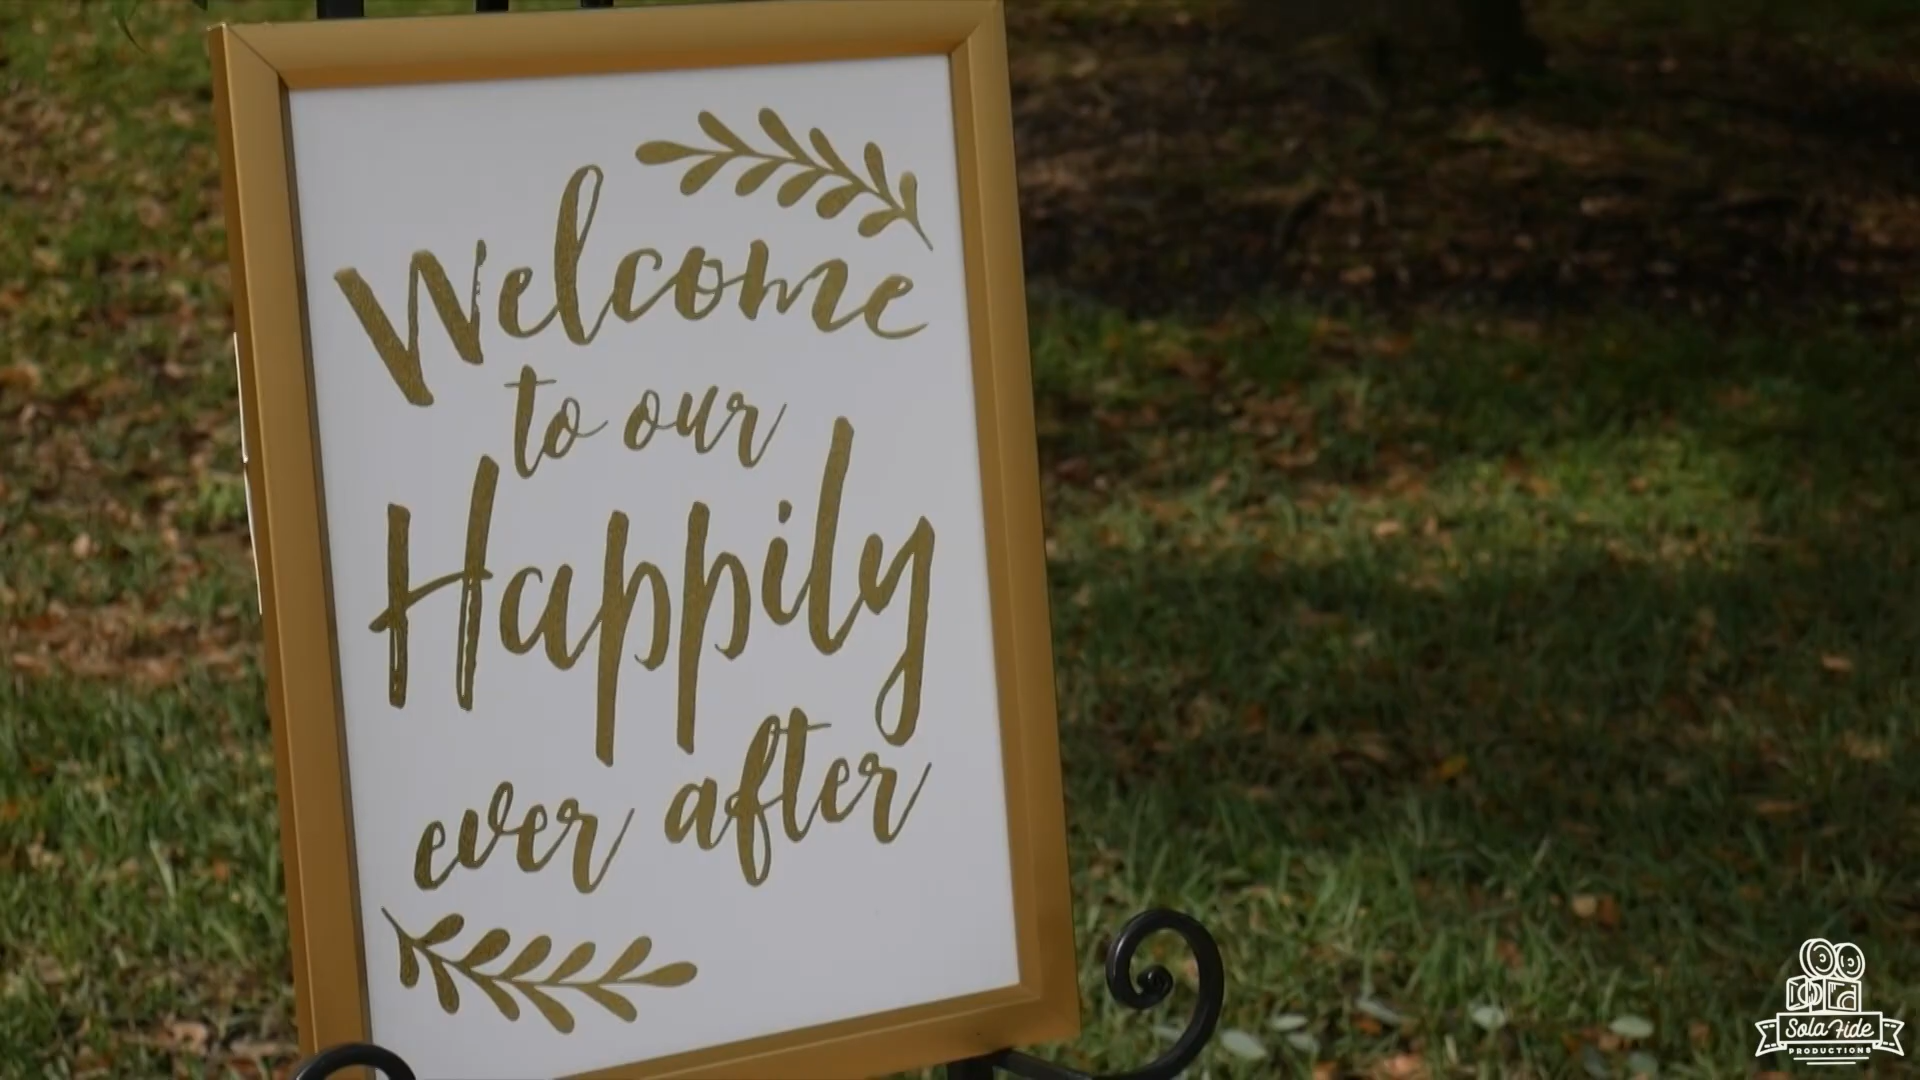 Welcome
to our
Happily
ever after
Sola Fide
PRODUCTIONS